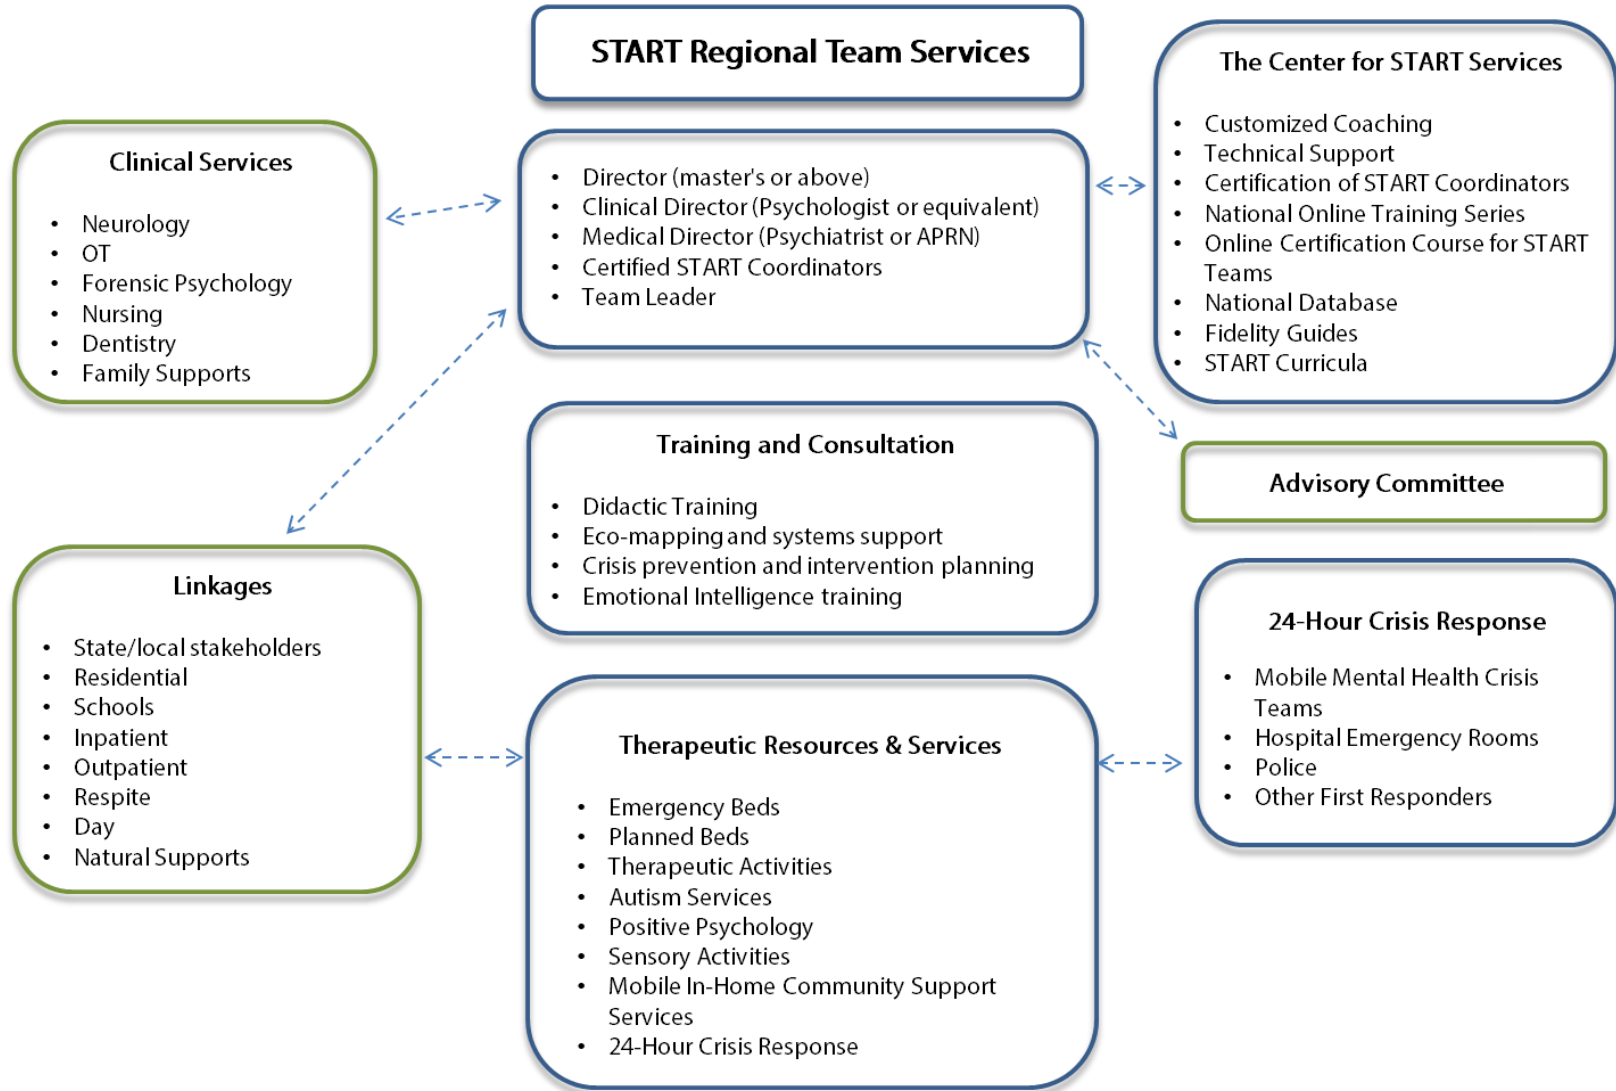 START Regional Team Services
The Center for START Services
• Customized Coaching
• Technical Support
• Certification of START Coordinators
• National Online Training Series
• Online Certification Course for START
Teams
• National Database
• Fidelity Guides
• START Curricula
Clinical Services
• Neurology
• OT
• Forensic Psychology
• Nursing
• Dentistry
• Family Supports
• Director (master's or above)
• Clinical Director (Psychologist or equivalent)
• Medical Director (Psychiatrist or APRN)
• Certified START Coordinators
• Team Leader
Training and Consultation
• Didactic Training
• Eco-mapping and systems support
• Crisis prevention and intervention planning
• Emotional Intelligence training
Advisory Committee
Linkages
• State/local stakeholders
• Residential
• Schools
• Inpatient
• Outpatient
• Respite
• Day
• Natural Supports
24-Hour Crisis Response
• Mobile Mental Health Crisis
Teams
• Hospital Emergency Rooms
• Police
• Other First Responders
Therapeutic Resources & Services
• Emergency Beds
• Planned Beds
• Therapeutic Activities
• Autism Services
• Positive Psychology
• Sensory Activities
• Mobile In-Home Community Support
Services
• 24-Hour Crisis Response